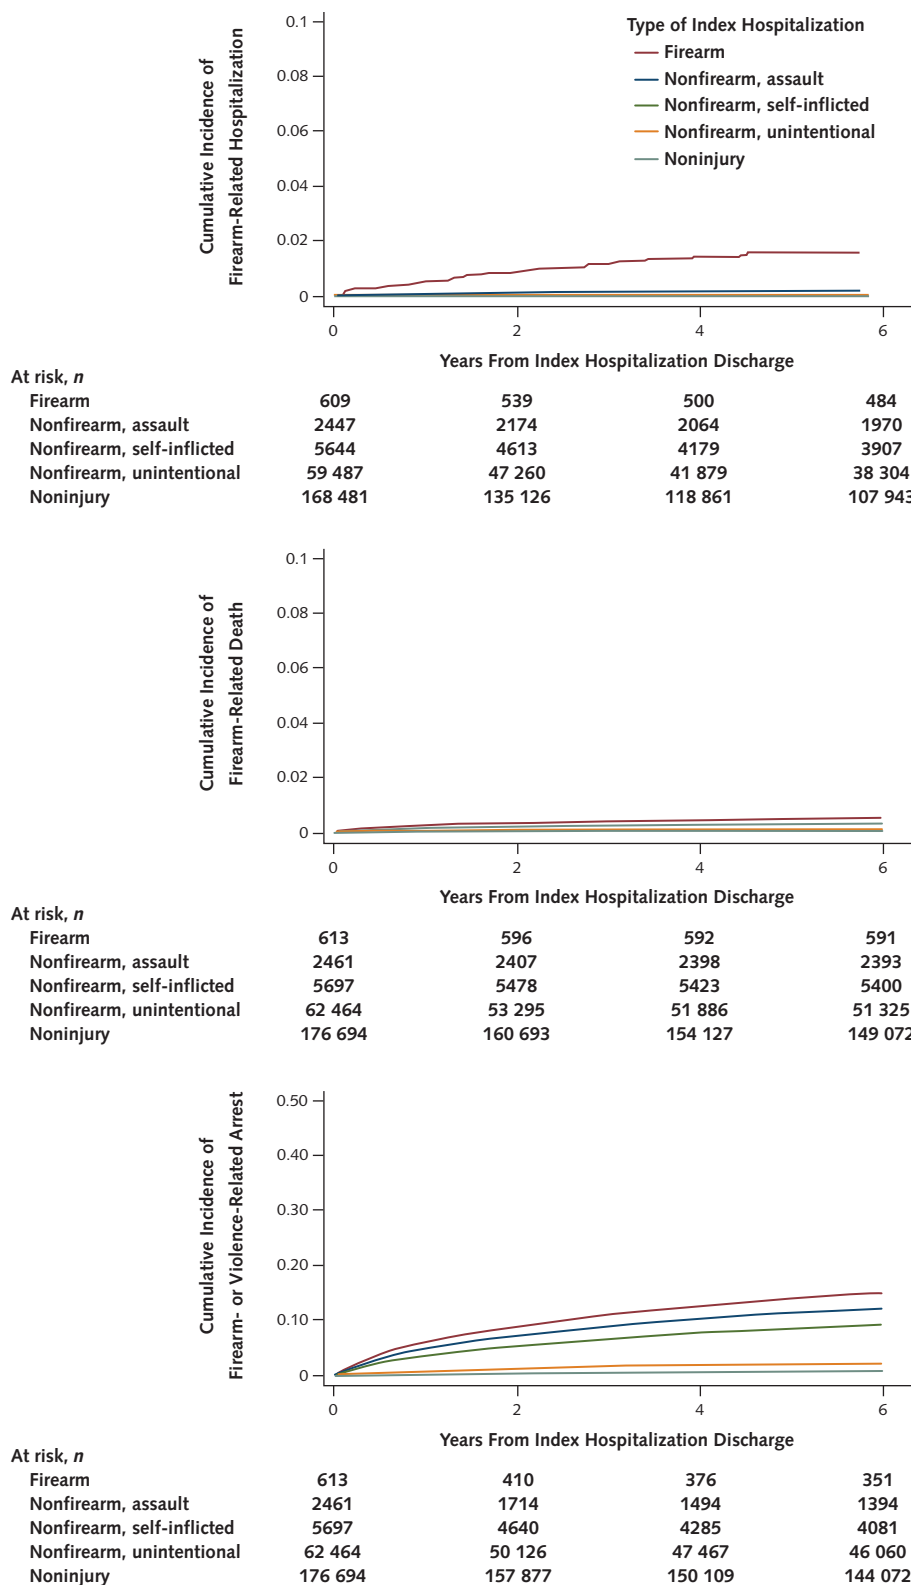 Cumulative Incidence of
Firearm-Related Hospitalization
0.1
0.08
0.06
0.04
0.02
0
Type of Index Hospitalization
Firearm
Nonfirearm, assault
Nonfirearm, self-inflicted
Nonfirearm, unintentional
Noninjury
0 2 4 6
Years From Index Hospitalization Discharge
At risk, n
Firearm 609 539 500 484
Nonfirearm, assault 2447 2174 2064 1970
Nonfirearm, self-inflicted 5644 4613 4179 3907
Nonfirearm, unintentional 59 487 47 260 41 879 38 304
Noninjury 168 481 135 126 118 861 107 943
Cumulative Incidence of
Firearm-Related Death
0.1
0.08
0.06
0.04
0.02
0
0 2 4 6
Years From Index Hospitalization Discharge
At risk, n
Firearm 613 596 592 591
Nonfirearm, assault 2461 2407 2398 2393
Nonfirearm, self-inflicted 5697 5478 5423 5400
Nonfirearm, unintentional 62 464 53 295 51 886 51 325
Noninjury 176 694 160 693 154 127 149 072
Cumulative Incidence of
Firearm- or Violence-Related Arrest
0.50
0.40
0.30
0.20
0.10
0
0 2 4 6
Years From Index Hospitalization Discharge
At risk, n
Firearm 613 410 376 351
Nonfirearm, assault 2461 1714 1494 1394
Nonfirearm, self-inflicted 5697 4640 4285 4081
Nonfirearm, unintentional 62 464 50 126 47 467 46 060
Noninjury 176 694 157 877 150 109 144 072